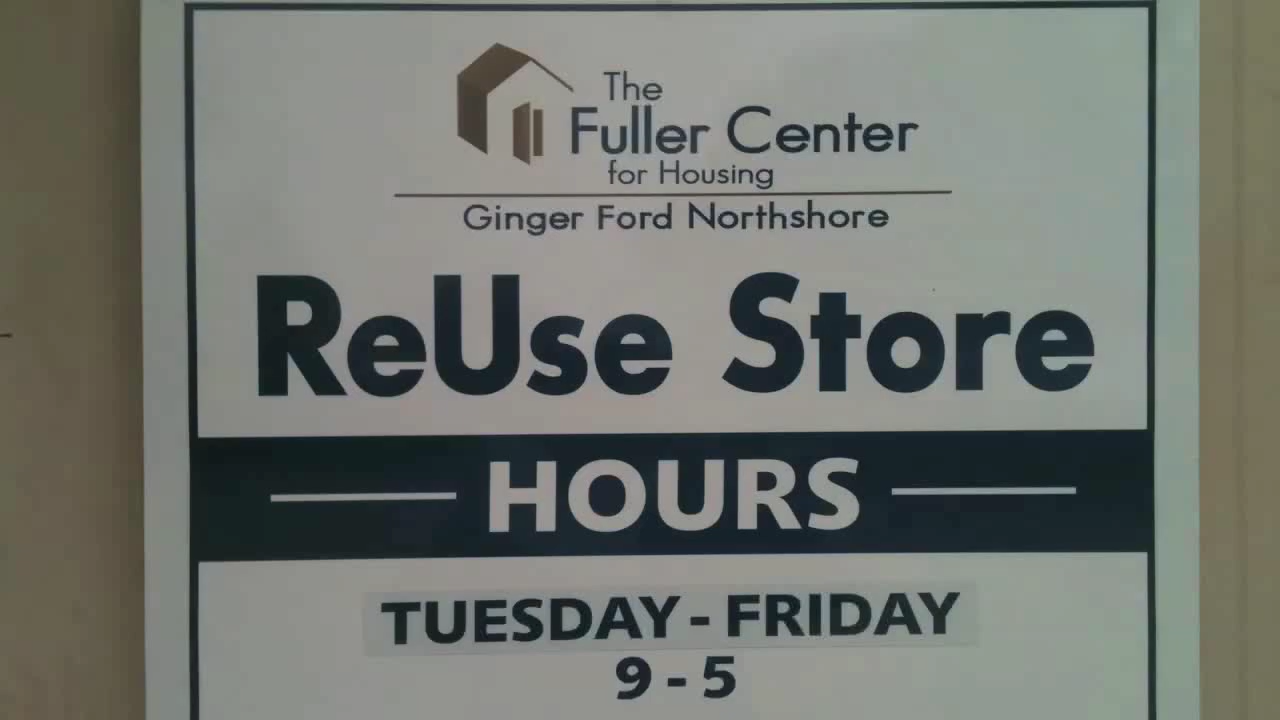 The
Fuller Center
for Housing
Ginger Ford Northshore
ReUse Store
HOURS
TUESDAY - FRIDAY
9 - 5